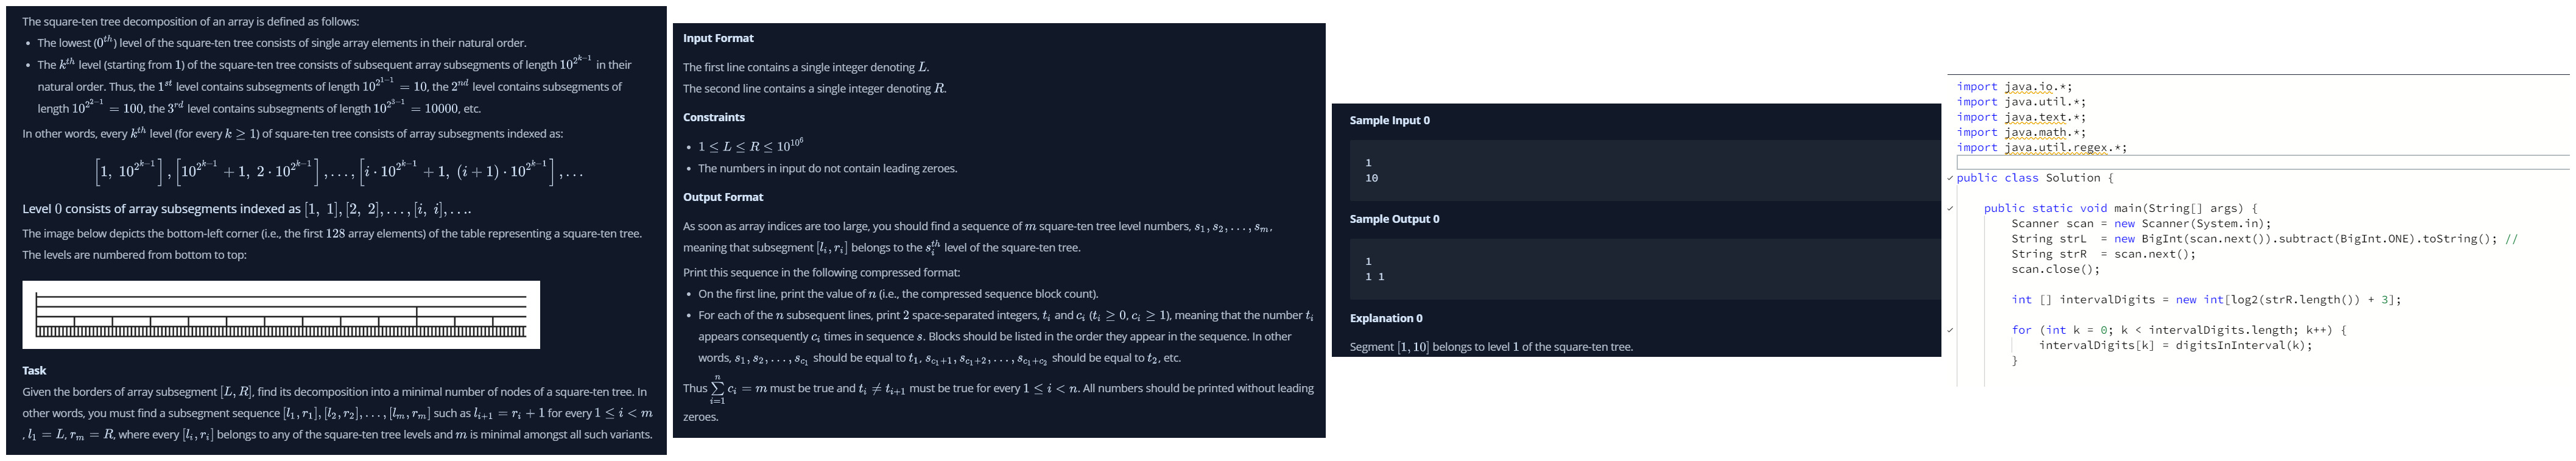 The square-ten tree decomposition of an array is defined as follows:
• The lowest (0^{th}) level of the square-ten tree consists of single array elements in their natural order.
• The k^{th} level (starting from 1) of the square-ten tree consists of subsequent array subsegments of length 10^{2^{k-1}} in their
natural order. Thus, the 1^{st} level contains subsegments of length 10^{2^{1-1}} = 10, the 2^{nd} level contains subsegments of
length 10^{2^{2-1}} = 100, the 3^{rd} level contains subsegments of length 10^{2^{3-1}} = 10000, etc.
In other words, every k^{th} level (for every k ≥ 1) of square-ten tree consists of array subsegments indexed as:
[1, 10^{2^{k-1}}], [10^{2^{k-1}} + 1, 2 · 10^{2^{k-1}}], ..., [i · 10^{2^{k-1}} + 1, (i + 1) · 10^{2^{k-1}}], ...
Level 0 consists of array subsegments indexed as [1, 1], [2, 2], ..., [i, i], ....
The image below depicts the bottom-left corner (i.e., the first 128 array elements) of the table representing a square-ten tree.
The levels are numbered from bottom to top:
Task
Given the borders of array subsegment [L, R], find its decomposition into a minimal number of nodes of a square-ten tree. In
other words, you must find a subsegment sequence [l_1, r_1], [l_2, r_2], ..., [l_m, r_m] such as l_{i+1} = r_i + 1 for every 1 ≤ i < m
, l_1 = L, r_m = R, where every [l_i, r_i] belongs to any of the square-ten tree levels and m is minimal amongst all such variants.
Input Format
The first line contains a single integer denoting L.
The second line contains a single integer denoting R.
Constraints
• 1 ≤ L ≤ R ≤ 10^{10^6}
• The numbers in input do not contain leading zeroes.
Output Format
As soon as array indices are too large, you should find a sequence of m square-ten tree level numbers, s_1, s_2, ..., s_m,
meaning that subsegment [l_i, r_i] belongs to the s_i^{th} level of the square-ten tree.
Print this sequence in the following compressed format:
• On the first line, print the value of n (i.e., the compressed sequence block count).
• For each of the n subsequent lines, print 2 space-separated integers, t_i and c_i (t_i ≥ 0, c_i ≥ 1), meaning that the number t_i
appears consequently c_i times in sequence s. Blocks should be listed in the order they appear in the sequence. In other
words, s_1, s_2, ..., s_{c_1} should be equal to t_1, s_{c_1+1}, s_{c_1+2}, ..., s_{c_1+c_2} should be equal to t_2, etc.
Thus \sum_{i=1}^{n} c_i = m must be true and t_i ≠ t_{i+1} must be true for every 1 ≤ i < n. All numbers should be printed without leading
zeroes.
Sample Input 0
1
10
Sample Output 0
1
1 1
Explanation 0
Segment [1, 10] belongs to level 1 of the square-ten tree.
import java.io.*;
import java.util.*;
import java.text.*;
import java.math.*;
import java.util.regex.*;
public class Solution {
public static void main(String[] args) {
Scanner scan = new Scanner(System.in);
String strL  = new BigInt(scan.next()).subtract(BigInt.ONE).toString(); //
String strR  = scan.next();
scan.close();
int [] intervalDigits = new int[log2(strR.length()) + 3];
for (int k = 0; k < intervalDigits.length; k++) {
intervalDigits[k] = digitsInInterval(k);
}